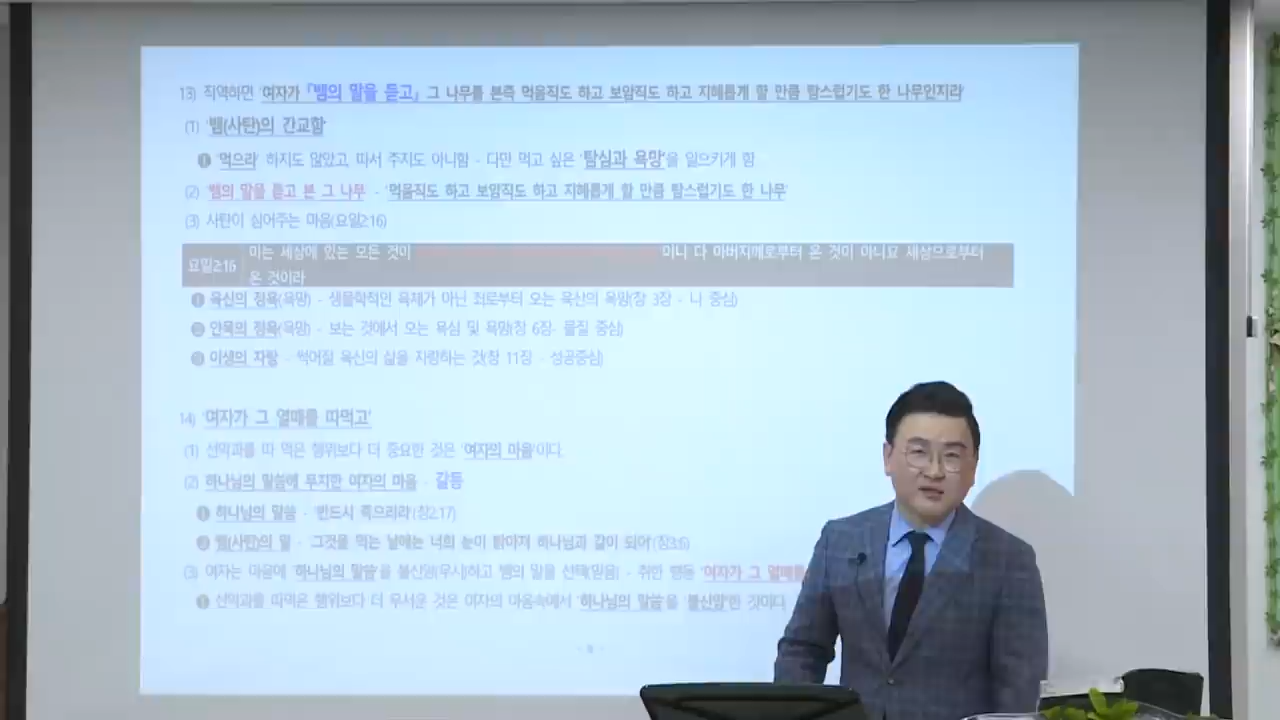 13) 직역하면 '여자가 「뱀의 말을 듣고」 그 나무를 본즉 먹음직도 하고 보암직도 하고 지혜롭게 할 만큼 탐스럽기도 한 나무인지라'
(1) '뱀(사탄)의 간교함'
❶ '먹으라' 하지도 않았고, 따서 주지도 아니함 - 다만 먹고 싶은 '탐심과 욕망'을 일으키게 함
(2) '뱀의 말을 듣고 본 그 나무' - '먹음직도 하고 보암직도 하고 지혜롭게 할 만큼 탐스럽기도 한 나무'
(3) 사탄이 심어주는 마음(요일2:16)
요일2:16 이는 세상에 있는 모든 것이 이니 다 아버지께로부터 온 것이 아니요 세상으로부터
온 것이라
❶ 육신의 정욕(욕망) - 생물학적인 육체가 아닌 죄로부터 오는 육신의 욕망(창 3장 - 나 중심)
❷ 안목의 정욕(욕망) - 보는 것에서 오는 욕심 및 욕망(창 6장- 물질 중심)
❸ 이생의 자랑 - 썩어질 육신의 삶을 자랑하는 것(창 11장 - 성공중심)
14) '여자가 그 열매를 따먹고'
(1) 선악과를 따 먹은 행위보다 더 중요한 것은 '여자의 마음'이다.
(2) 하나님의 말씀에 무지한 여자의 마음 - 갈등
❶ 하나님의 말씀 - '반드시 죽으리라'(창2:17)
❷ 뱀(사탄)의 말 - '그것을 먹는 날에는 너희 눈이 밝아져 하나님과 같이 되어'(창3:5)
(3) 여자는 마음에 '하나님의 말씀'을 불신앙(무시)하고 뱀의 말을 선택(믿음) - 취한 행동 '여자가 그 열매를
❶ 선악과를 따먹은 행위보다 더 무서운 것은 여자의 마음속에서 '하나님의 말씀'을 '불신앙'한 것이다